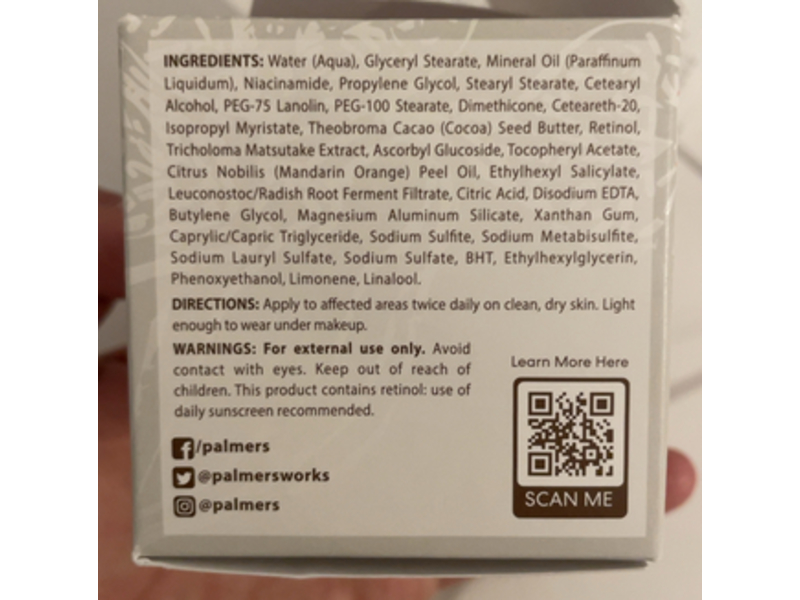 INGREDIENTS: Water (Aqua), Glyceryl Stearate, Mineral Oil (Paraffinum
Liquidum), Niacinamide, Propylene Glycol, Stearyl Stearate, Cetearyl
Alcohol, PEG-75 Lanolin, PEG-100 Stearate, Dimethicone, Ceteareth-20,
Isopropyl Myristate, Theobroma Cacao (Cocoa) Seed Butter, Retinol,
Tricholoma Matsutake Extract, Ascorbyl Glucoside, Tocopheryl Acetate,
Citrus Nobilis (Mandarin Orange) Peel Oil, Ethylhexyl Salicylate,
Leuconostoc/Radish Root Ferment Filtrate, Citric Acid, Disodium EDTA,
Butylene Glycol, Magnesium Aluminum Silicate, Xanthan Gum,
Caprylic/Capric Triglyceride, Sodium Sulfite, Sodium Metabisulfite,
Sodium Lauryl Sulfate, Sodium Sulfate, BHT, Ethylhexylglycerin,
Phenoxyethanol, Limonene, Linalool.
DIRECTIONS: Apply to affected areas twice daily on clean, dry skin. Light
enough to wear under makeup.
WARNINGS: For external use only. Avoid
contact with eyes. Keep out of reach of
children. This product contains retinol: use of
daily sunscreen recommended.
Learn More Here
SCAN ME
/palmers
@palmersworks
@palmers